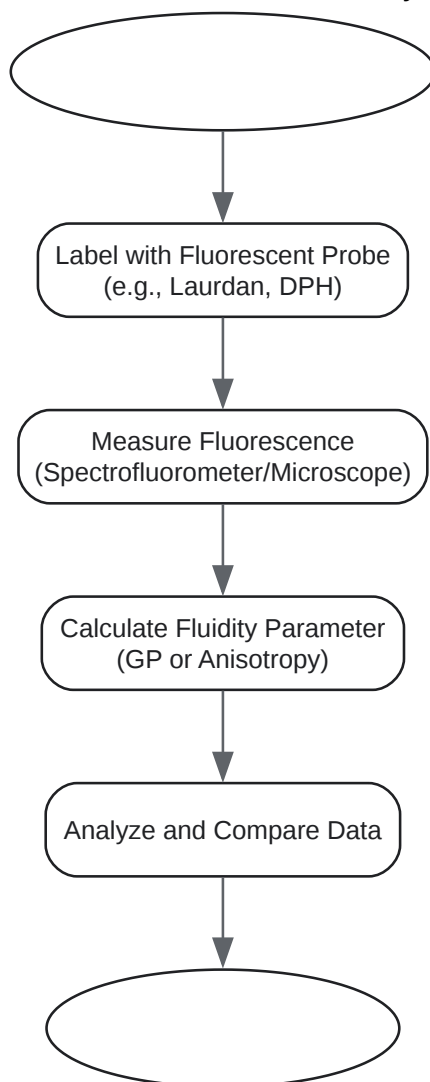 Label with Fluorescent Probe
(e.g., Laurdan, DPH)
Measure Fluorescence
(Spectrofluorometer/Microscope)
Calculate Fluidity Parameter
(GP or Anisotropy)
Analyze and Compare Data